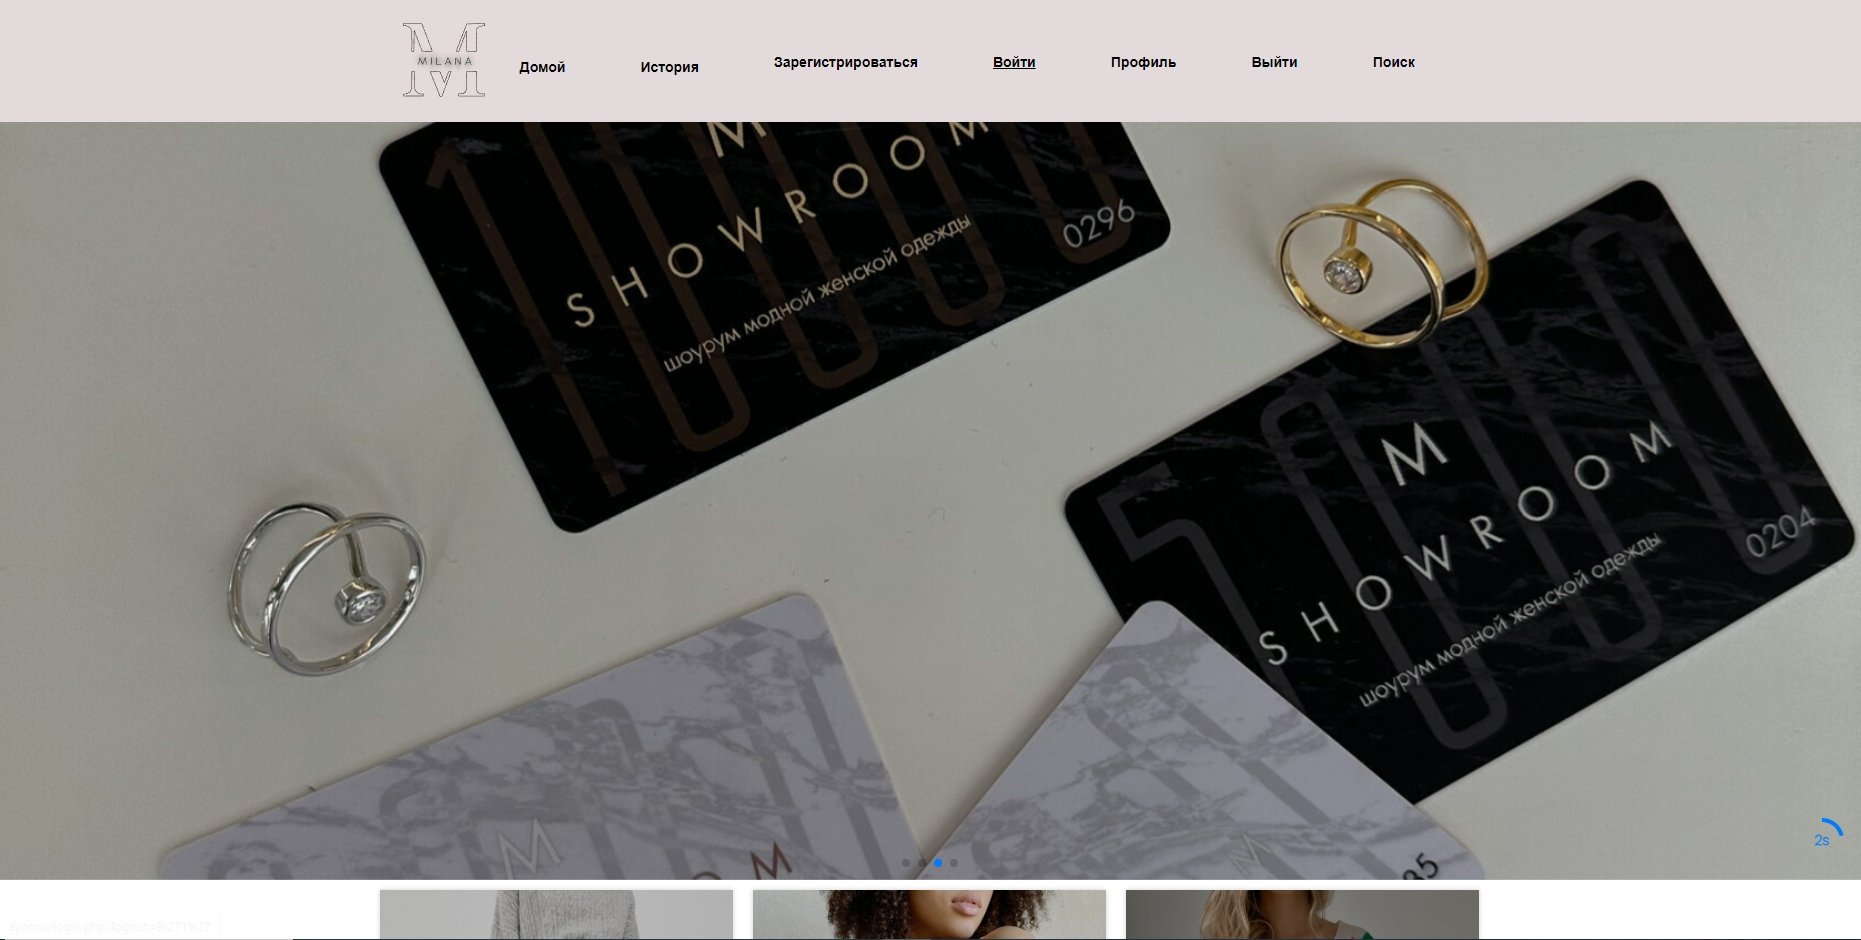 MILANA
Домой
История
Зарегистрироваться
Войти
Профиль
Выйти
Поиск
M
SHOWROOM
шоурум модной женской одежды
0296
M
SHOWROOM
шоурум модной женской одежды
0204
M
M
M
35
2s